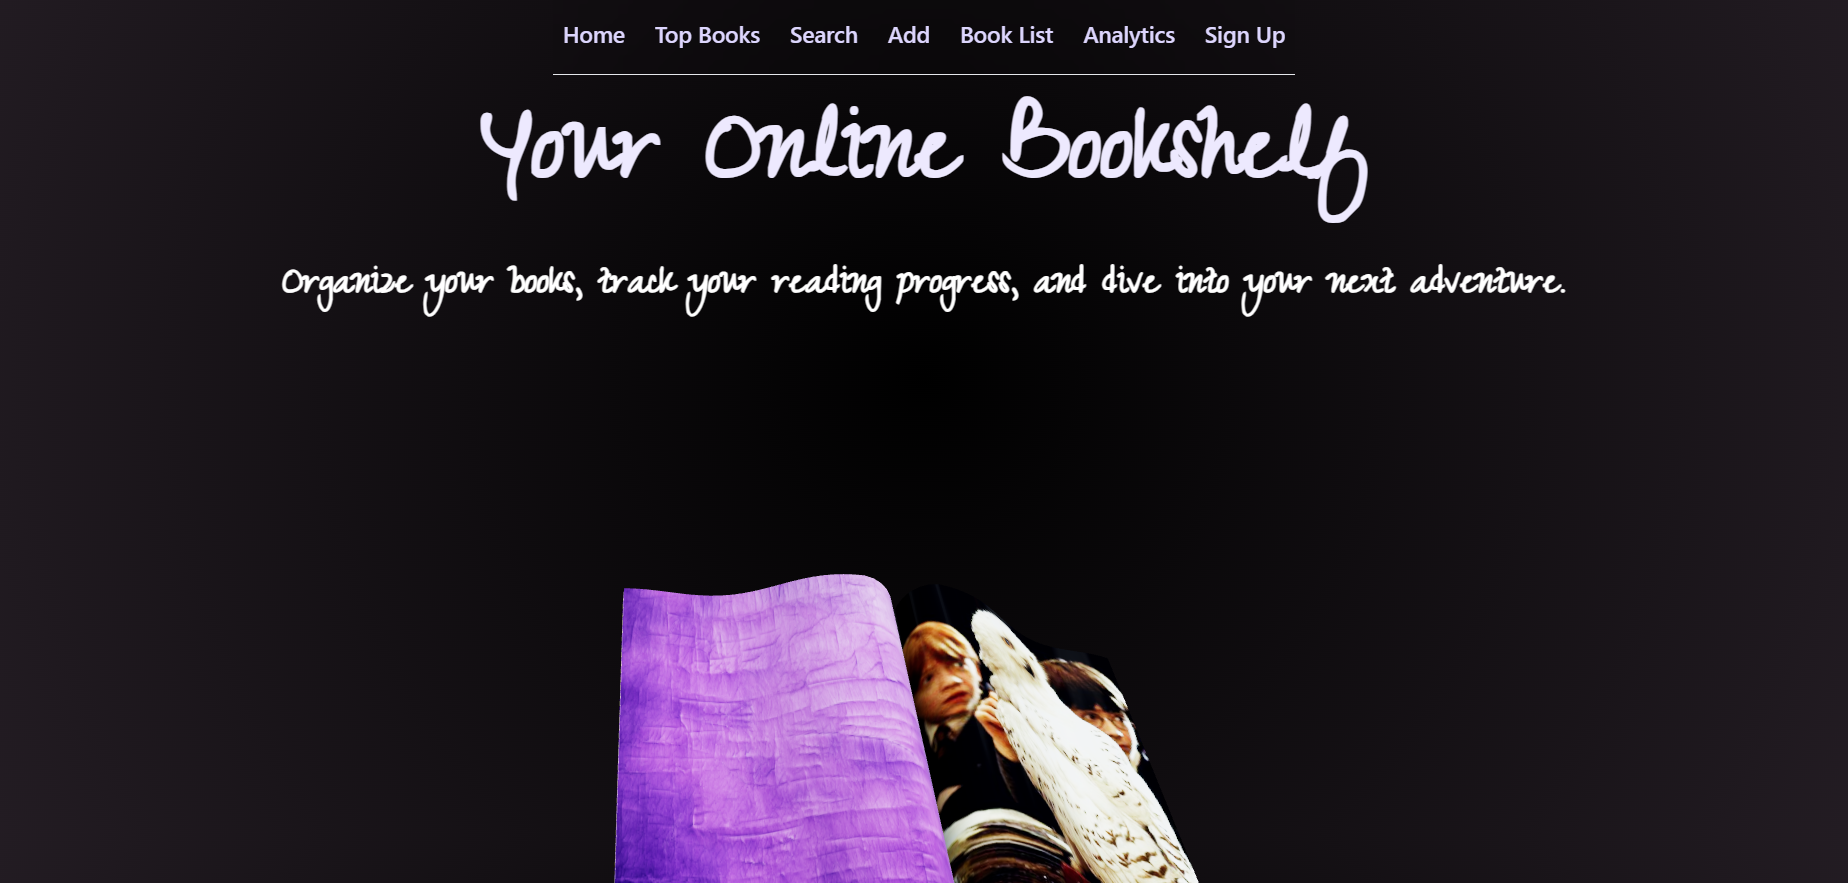 Home Top Books Search Add Book List Analytics Sign Up
Your Online Bookshelf
Organize your books, track your reading progress, and dive into your next adventure.